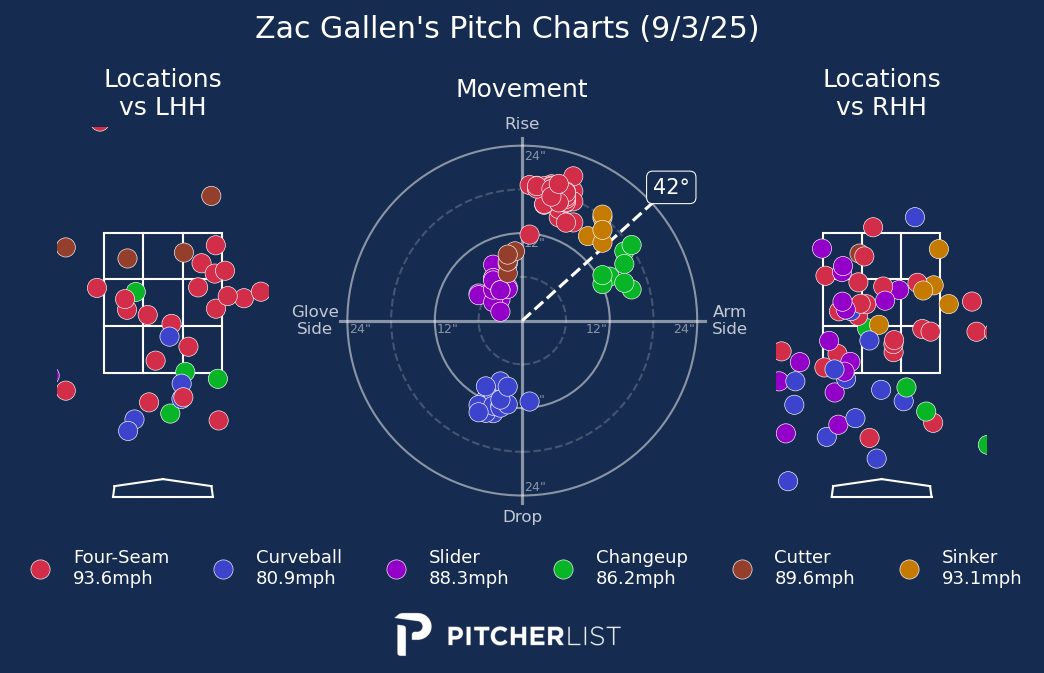 Zac Gallen's Pitch Charts (9/3/25)
Locations
vs LHH
Movement
Locations
vs RHH
Rise
24"
42°
12"
Glove
Side
24"
12"
12"
24"
Arm
Side
24"
Drop
Four-Seam
93.6mph
Curveball
80.9mph
Slider
88.3mph
Changeup
86.2mph
Cutter
89.6mph
Sinker
93.1mph
PITCHERLIST